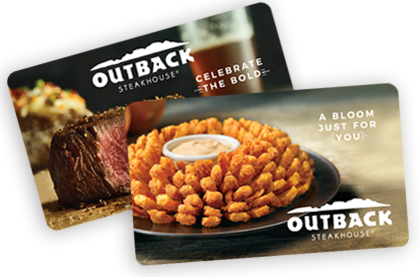 OUTBACK
STEAKHOUSE®
CELEBRATE
THE BOLD
A BLOOM
JUST FOR
YOU
OUTBACK
STEAKHOUSE®